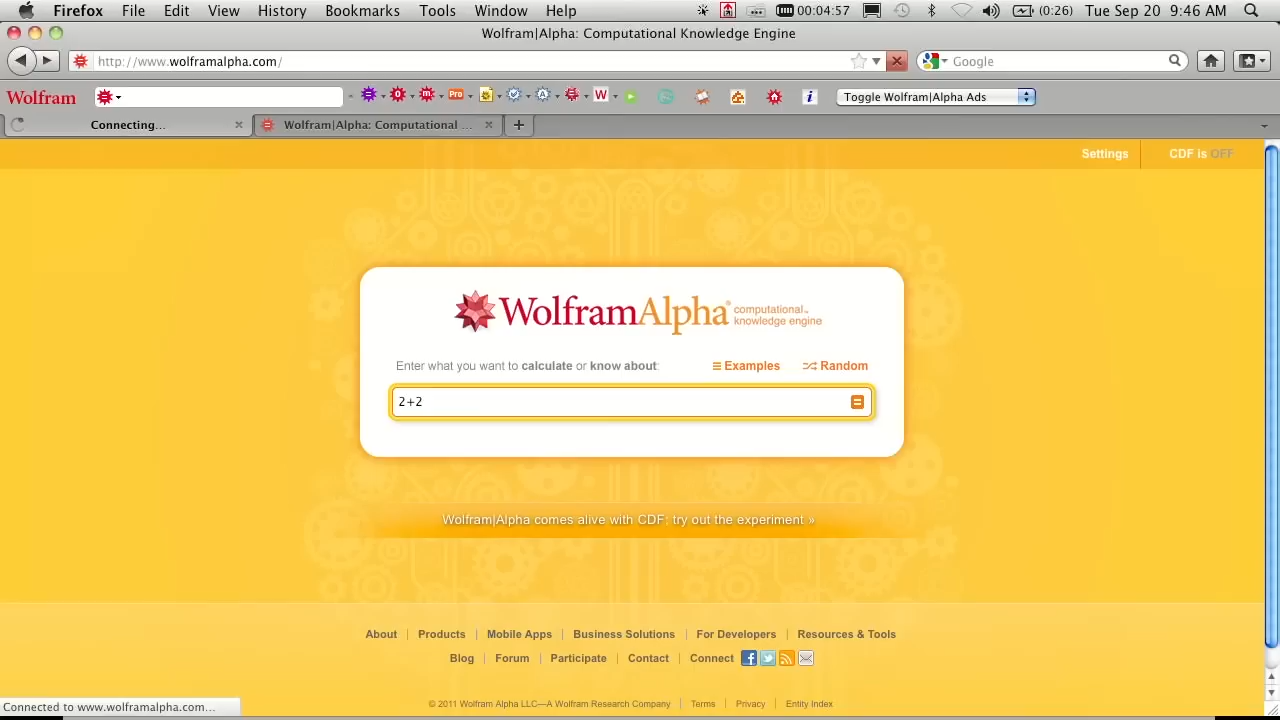 Firefox File Edit View History Bookmarks Tools Window Help 00:04:57 (0:26) Tue Sep 20 9:46 AM
Wolfram|Alpha: Computational Knowledge Engine
http://www.wolframalpha.com/ Google
Wolfram Pro W i Toggle Wolfram|Alpha Ads
Connecting... Wolfram|Alpha: Computational ...
Settings CDF is OFF
WolframAlpha computational knowledge engine
Enter what you want to calculate or know about: Examples Random
2+2
Wolfram|Alpha comes alive with CDF: try out the experiment »
About | Products | Mobile Apps | Business Solutions | For Developers | Resources & Tools
Blog | Forum | Participate | Contact | Connect
© 2011 Wolfram Alpha LLC—A Wolfram Research Company | Terms | Privacy | Entity Index
Connected to www.wolframalpha.com...